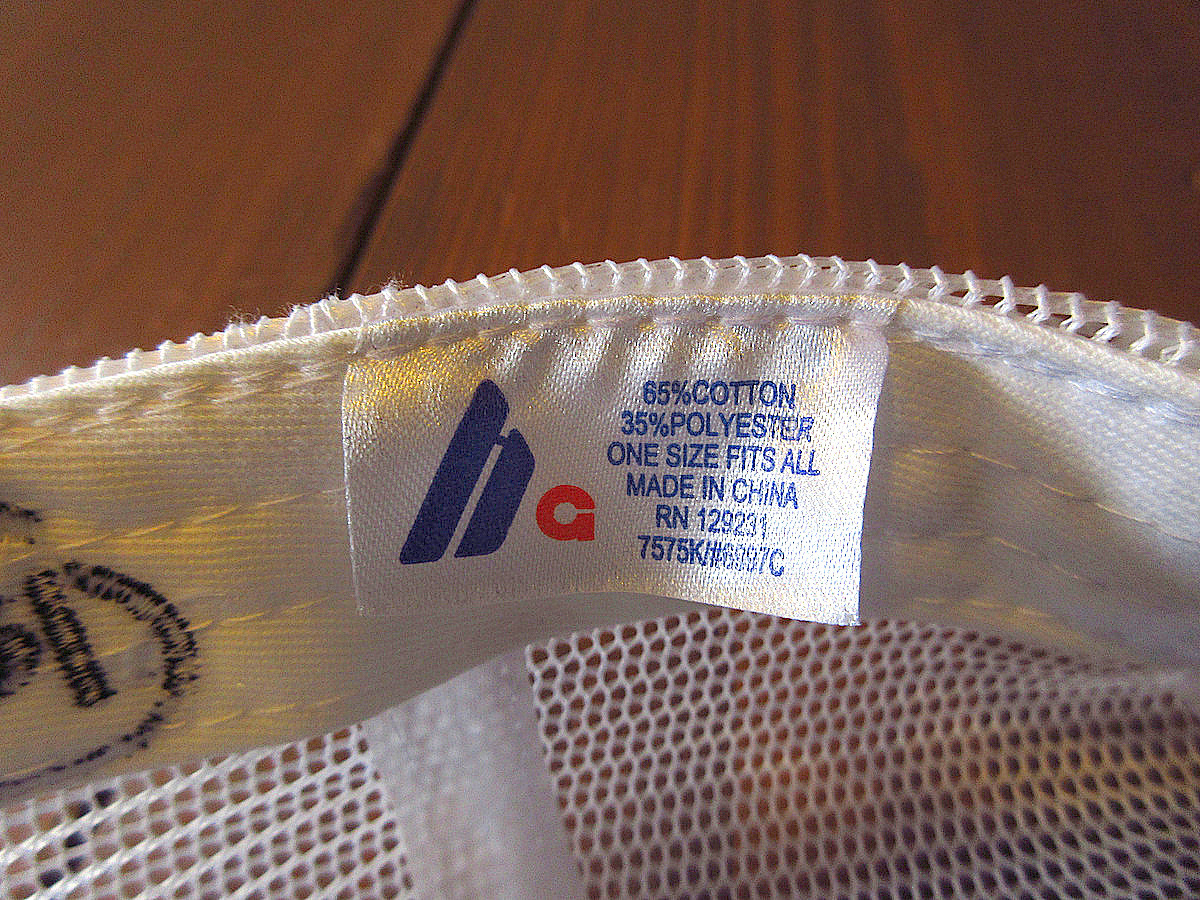 a
65%COTTON
35%POLYESTER
ONE SIZE FITS ALL
MADE IN CHINA
RN 129231